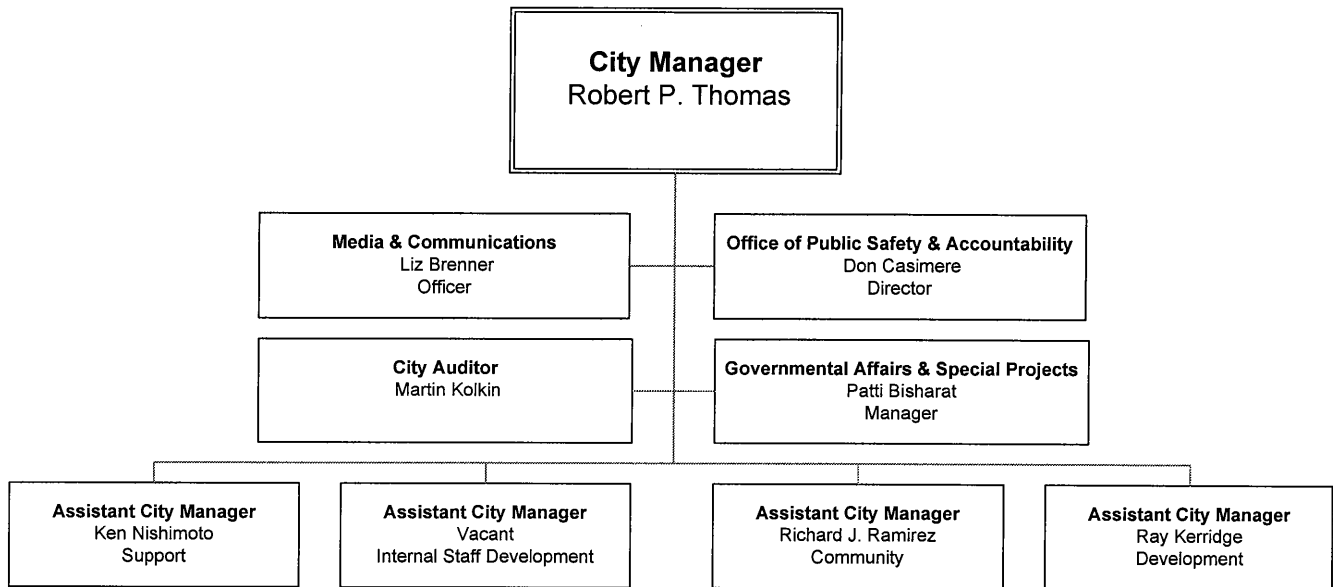 City Manager
Robert P. Thomas
Media & Communications
Liz Brenner
Officer
Office of Public Safety & Accountability
Don Casimere
Director
City Auditor
Martin Kolkin
Governmental Affairs & Special Projects
Patti Bisharat
Manager
Assistant City Manager
Ken Nishimoto
Support
Assistant City Manager
Vacant
Internal Staff Development
Assistant City Manager
Richard J. Ramirez
Community
Assistant City Manager
Ray Kerridge
Development